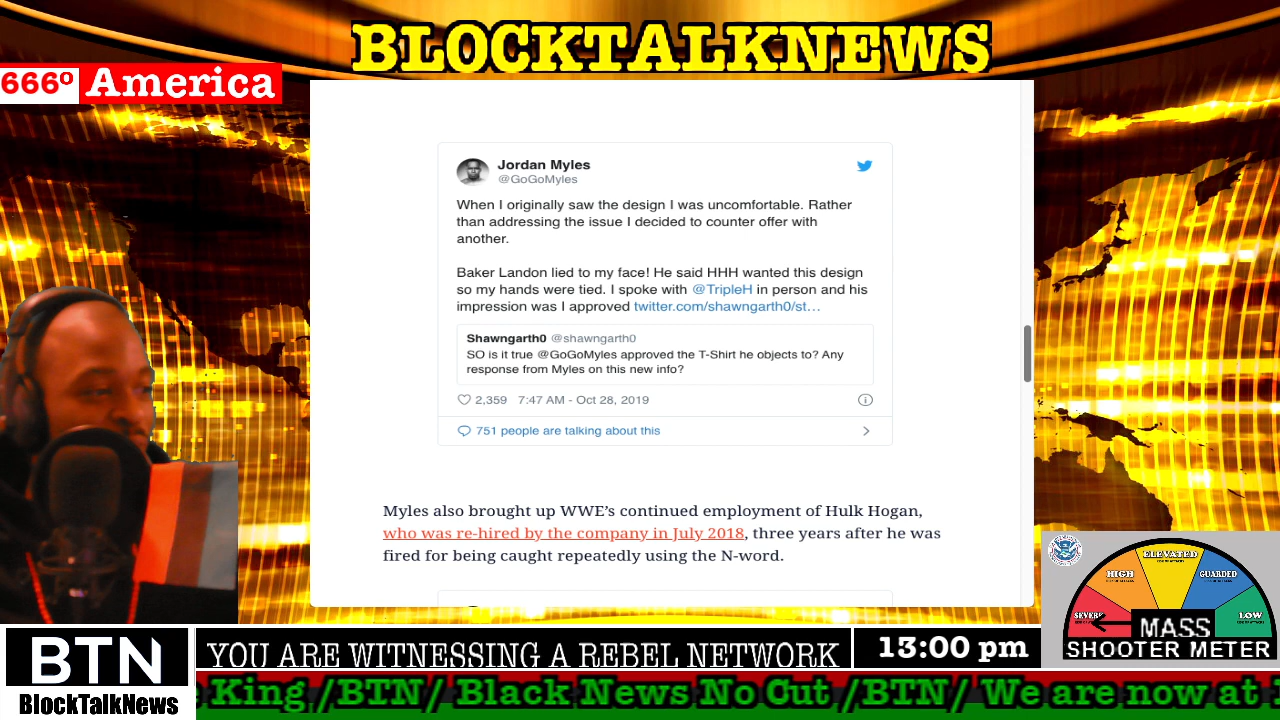 BLOCKTALKNEWS
666º America
Jordan Myles
@GoGoMyles
When I originally saw the design I was uncomfortable. Rather
than addressing the issue I decided to counter offer with
another.
Baker Landon lied to my face! He said HHH wanted this design
so my hands were tied. I spoke with @TripleH in person and his
impression was I approved twitter.com/shawngarth0/st…
Shawngarth0 @shawngarth0
SO is it true @GoGoMyles approved the T-Shirt he objects to? Any
response from Myles on this new info?
2,359 7:47 AM - Oct 28, 2019
751 people are talking about this
Myles also brought up WWE’s continued employment of Hulk Hogan,
who was re-hired by the company in July 2018, three years after he was
fired for being caught repeatedly using the N-word.
ELEVATED
HIGH
GUARDED
SEVERE
LOW
MASS
SHOOTER METER
BTN
BlockTalkNews
YOU ARE WITNESSING A REBEL NETWORK
13:00 pm
King /BTN/ Black News No Cut /BTN/ We are now at